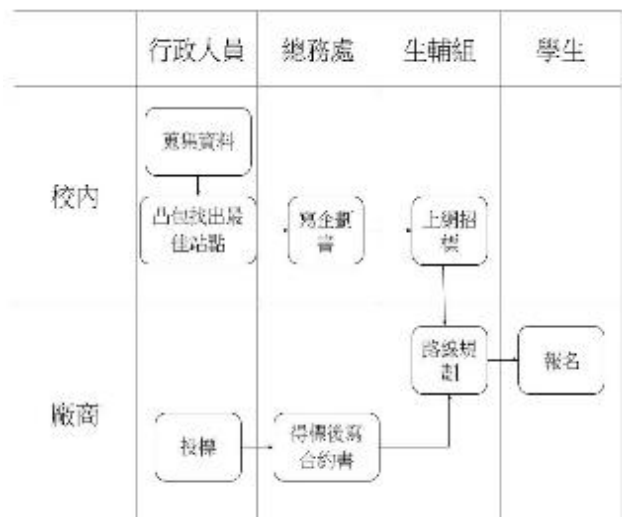 行政人員 總務處 生輔組 學生
校內
蒐集資料
凸包找出最
佳站點
寫企劃
書
上網招
標
廠商
路線規
劃
報名
投標
得標後寫
合約書